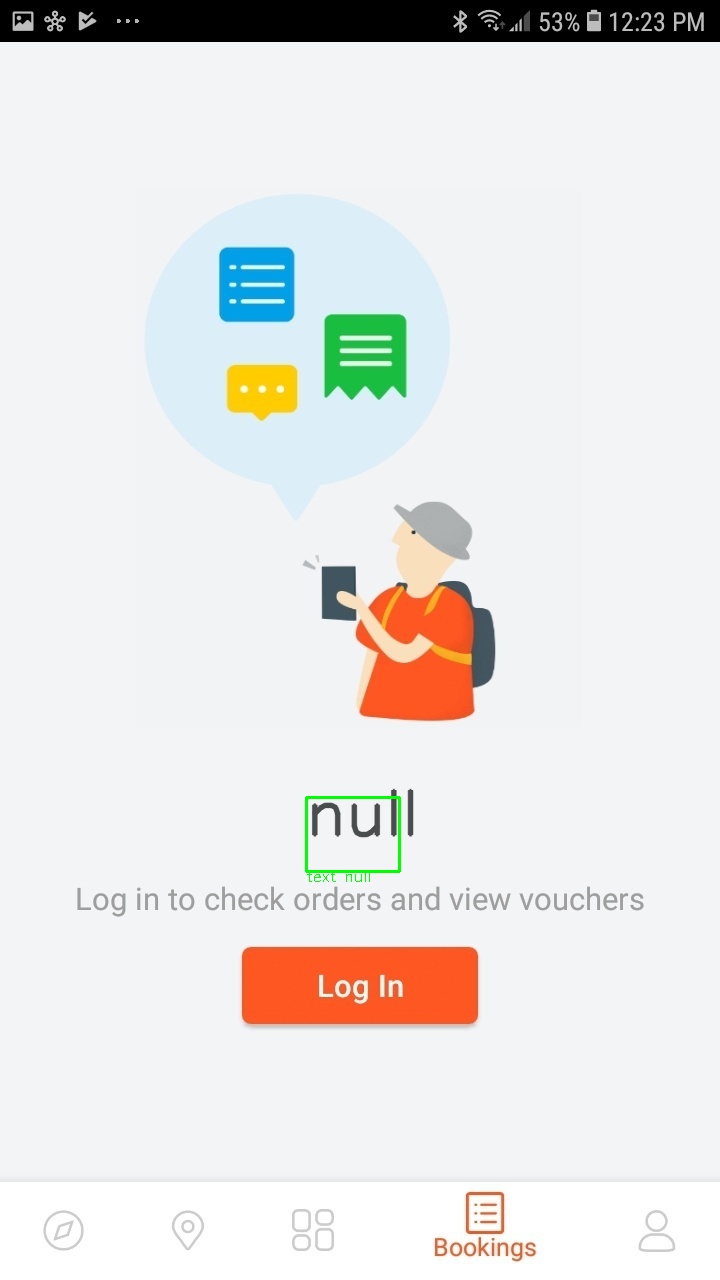 53% 12:23 PM
null
text null
Log in to check orders and view vouchers
Log In
Bookings